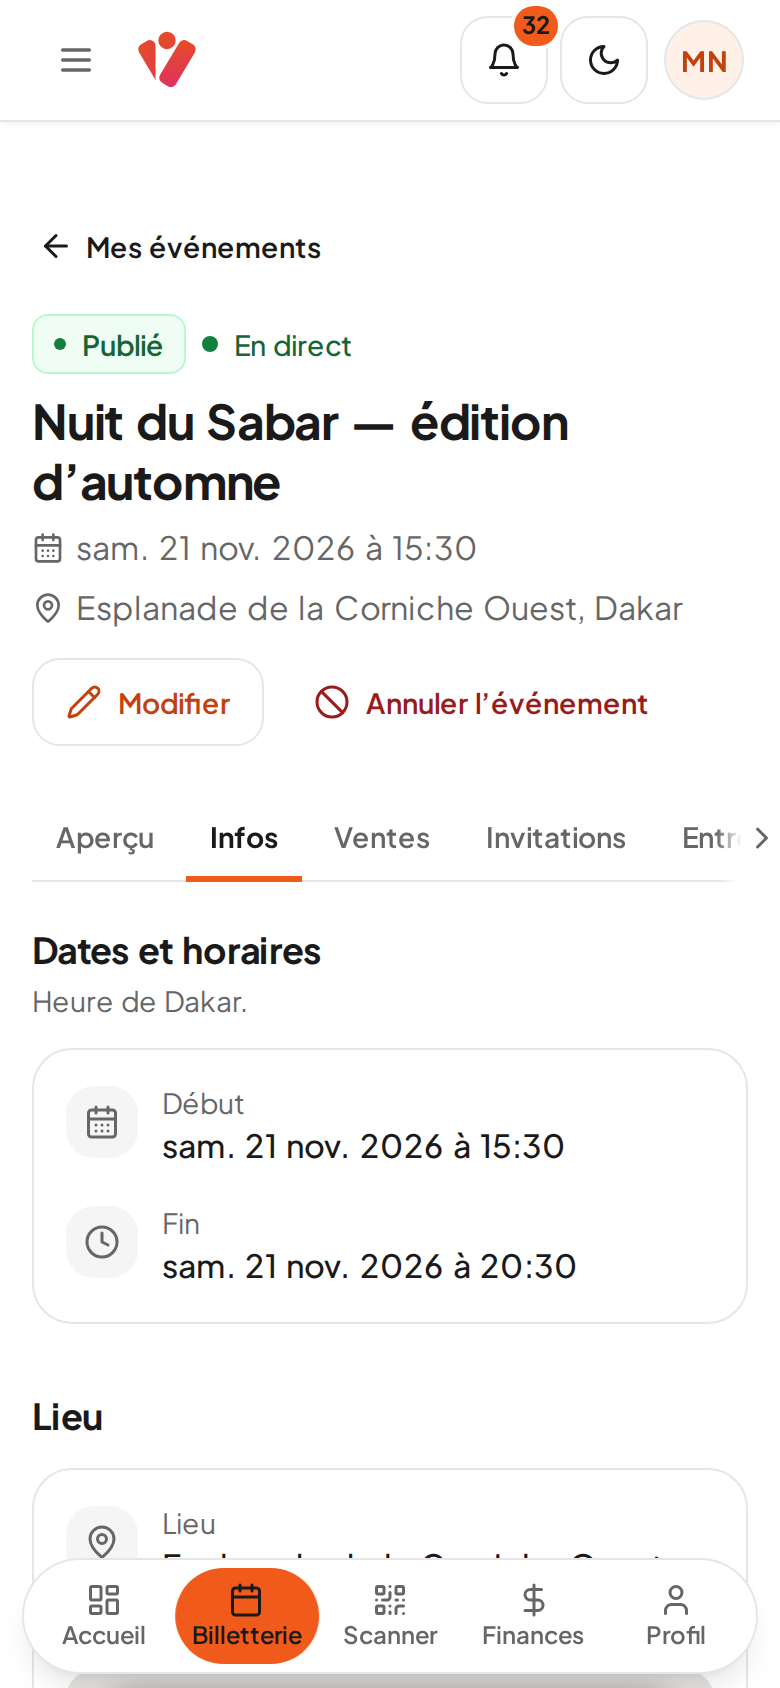 32
MN
Mes événements
Publié
En direct
Nuit du Sabar — édition
d’automne
sam. 21 nov. 2026 à 15:30
Esplanade de la Corniche Ouest, Dakar
Modifier
Annuler l’événement
Aperçu Infos Ventes Invitations
Dates et horaires
Heure de Dakar.
Début
sam. 21 nov. 2026 à 15:30
Fin
sam. 21 nov. 2026 à 20:30
Lieu
Lieu
Accueil Billetterie Scanner Finances Profil